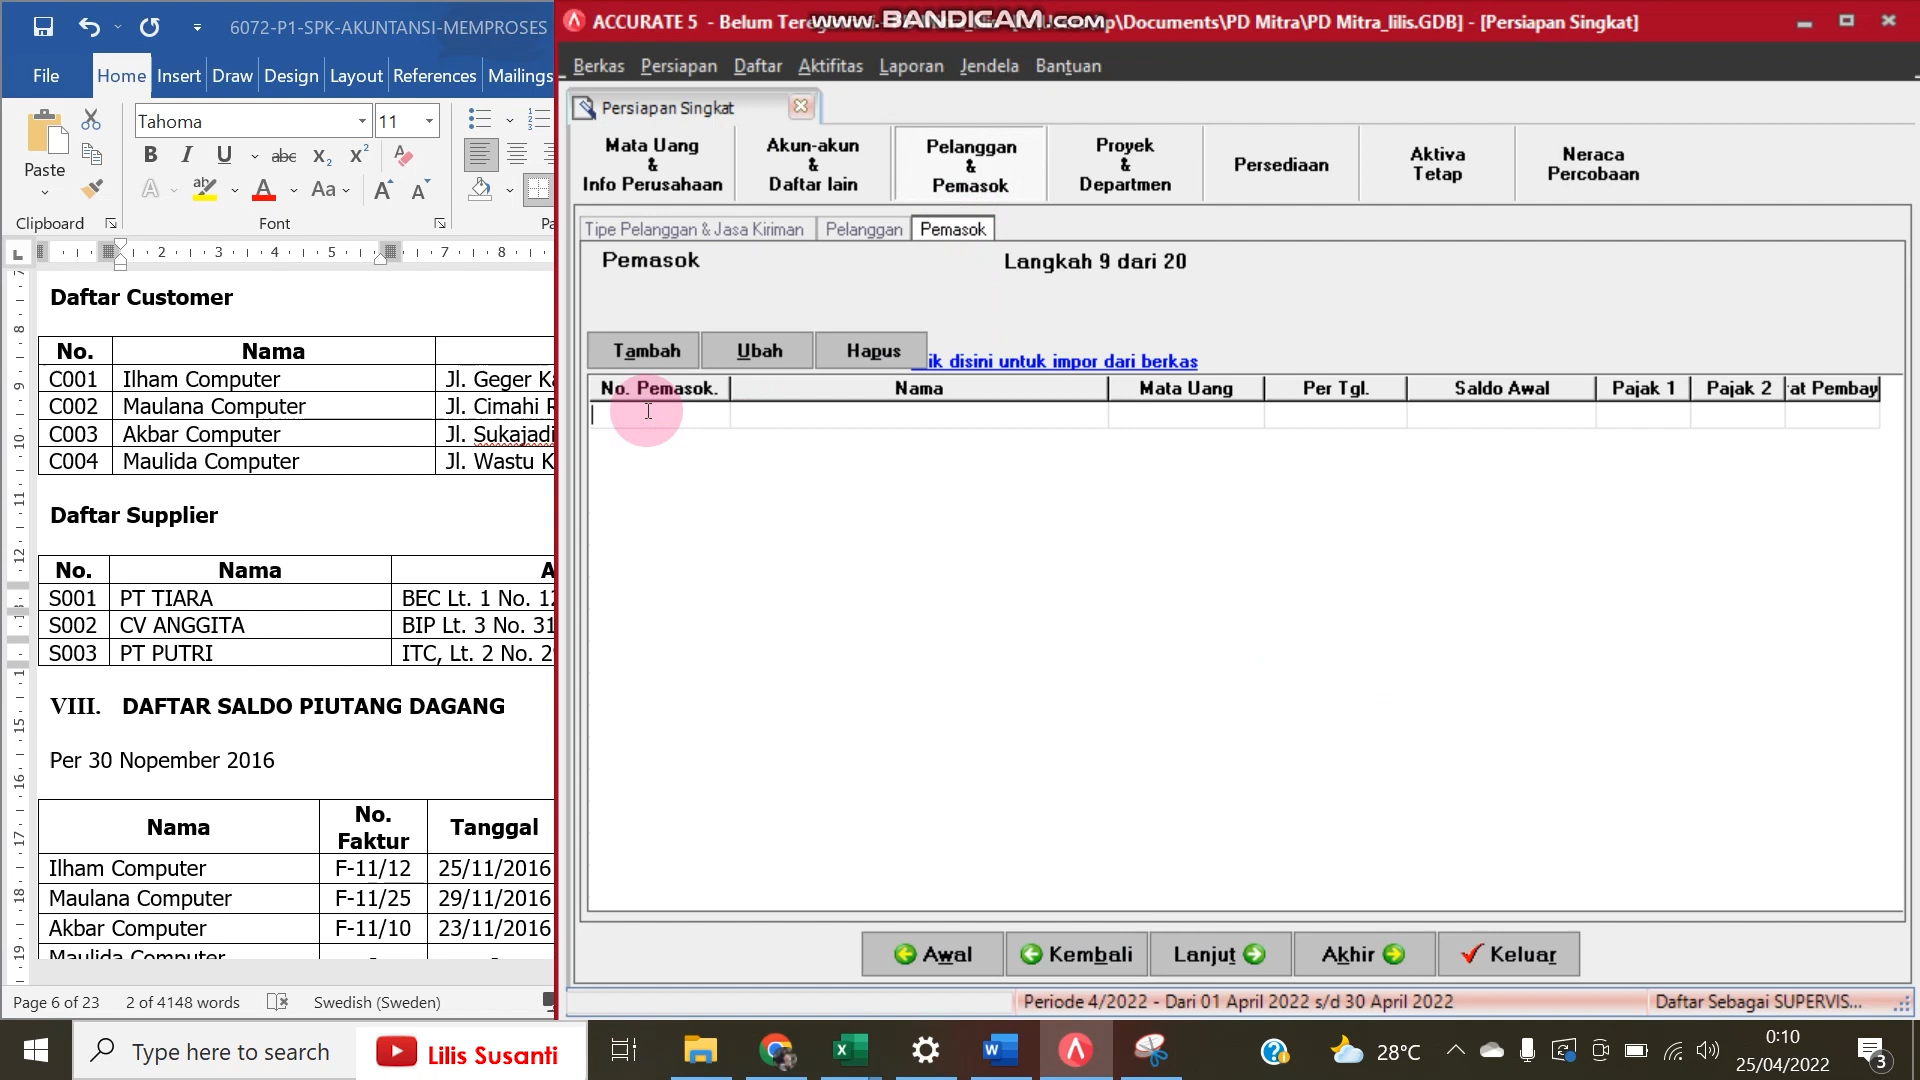 6072-P1-SPK-AKUNTANSI-MEMPROSES
File Home Insert Draw Design Layout References Mailings
Tahoma 11
Paste
Clipboard Font
Daftar Customer
No. Nama
C001 Ilham Computer Jl. Geger
C002 Maulana Computer Jl. Cimahi
C003 Akbar Computer Jl. Sukajadi
C004 Maulida Computer Jl. Wastu
Daftar Supplier
No. Nama A
S001 PT TIARA BEC Lt. 1 No. 12
S002 CV ANGGITA BIP Lt. 3 No. 31
S003 PT PUTRI ITC, Lt. 2 No.
VIII. DAFTAR SALDO PIUTANG DAGANG
Per 30 Nopember 2016
Nama No. Faktur Tanggal
Ilham Computer F-11/12 25/11/2016
Maulana Computer F-11/25 29/11/2016
Akbar Computer F-11/10 23/11/2016
Maulida Computer - -
Page 6 of 23 2 of 4148 words Swedish (Sweden)
ACCURATE 5 - Belum \Documents\PD Mitra\PD Mitra_lilis.GDB] - [Persiapan Singkat]
www.BANDICAM.com
Berkas Persiapan Daftar Aktifitas Laporan Jendela Bantuan
Persiapan Singkat
Mata Uang & Info Perusahaan
Akun-akun & Daftar lain
Pelanggan & Pemasok
Proyek & Departmen
Persediaan
Aktiva Tetap
Neraca Percobaan
Tipe Pelanggan & Jasa Kiriman Pelanggan Pemasok
Pemasok Langkah 9 dari 20
Tambah Ubah Hapus ik disini untuk impor dari berkas
No. Pemasok. Nama Mata Uang Per Tgl. Saldo Awal Pajak 1 Pajak 2 at Pembay
Awal Kembali Lanjut Akhir Keluar
Periode 4/2022 - Dari 01 April 2022 s/d 30 April 2022 Daftar Sebagai SUPERVIS...
Type here to search Lilis Susanti 28°C 0:10
25/04/2022 3